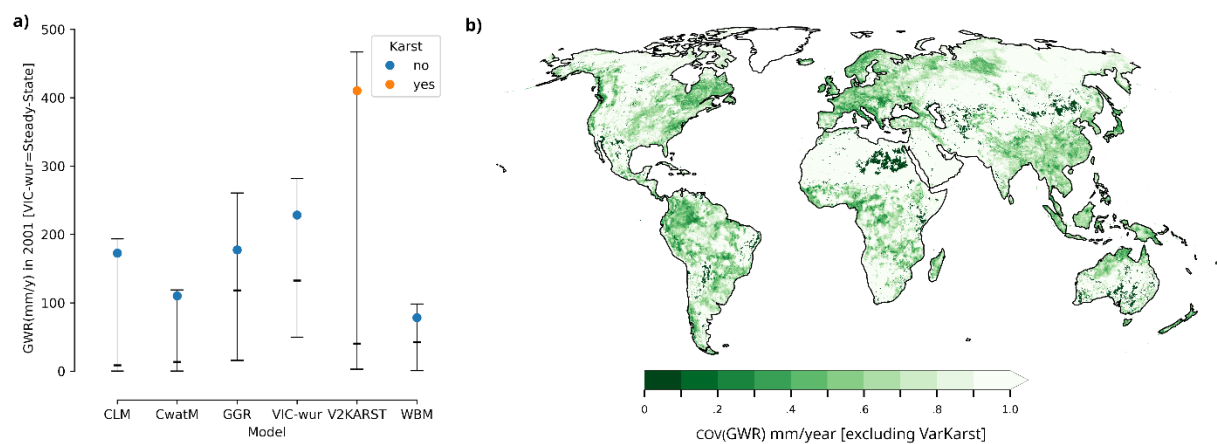 a)
500
400
300
200
100
0
GWR(mm/y) in 2001 [VIC-wur=Steady-State]
Karst
no
yes
CLM CwatM GGR VIC-wur V2KARST WBM
Model
b)
0 .2 .4 .6 .8 1.0
COV(GWR) mm/year [excluding VarKarst]